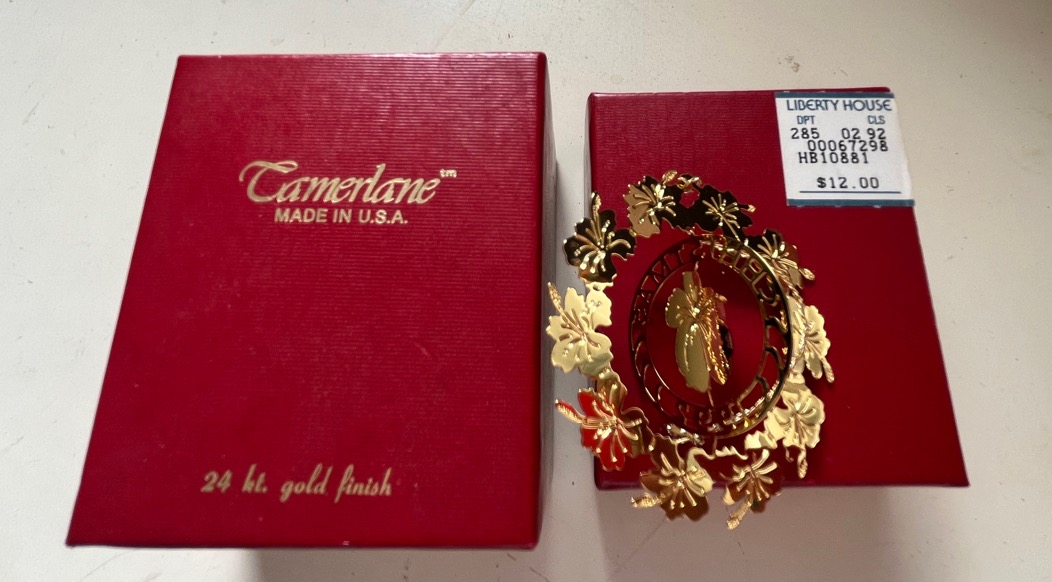 Tamerlane™
MADE IN U.S.A.
24 kt. gold finish
LIBERTY HOUSE
DPT CLS
285 02 92
00067298
HB10881
$12.00